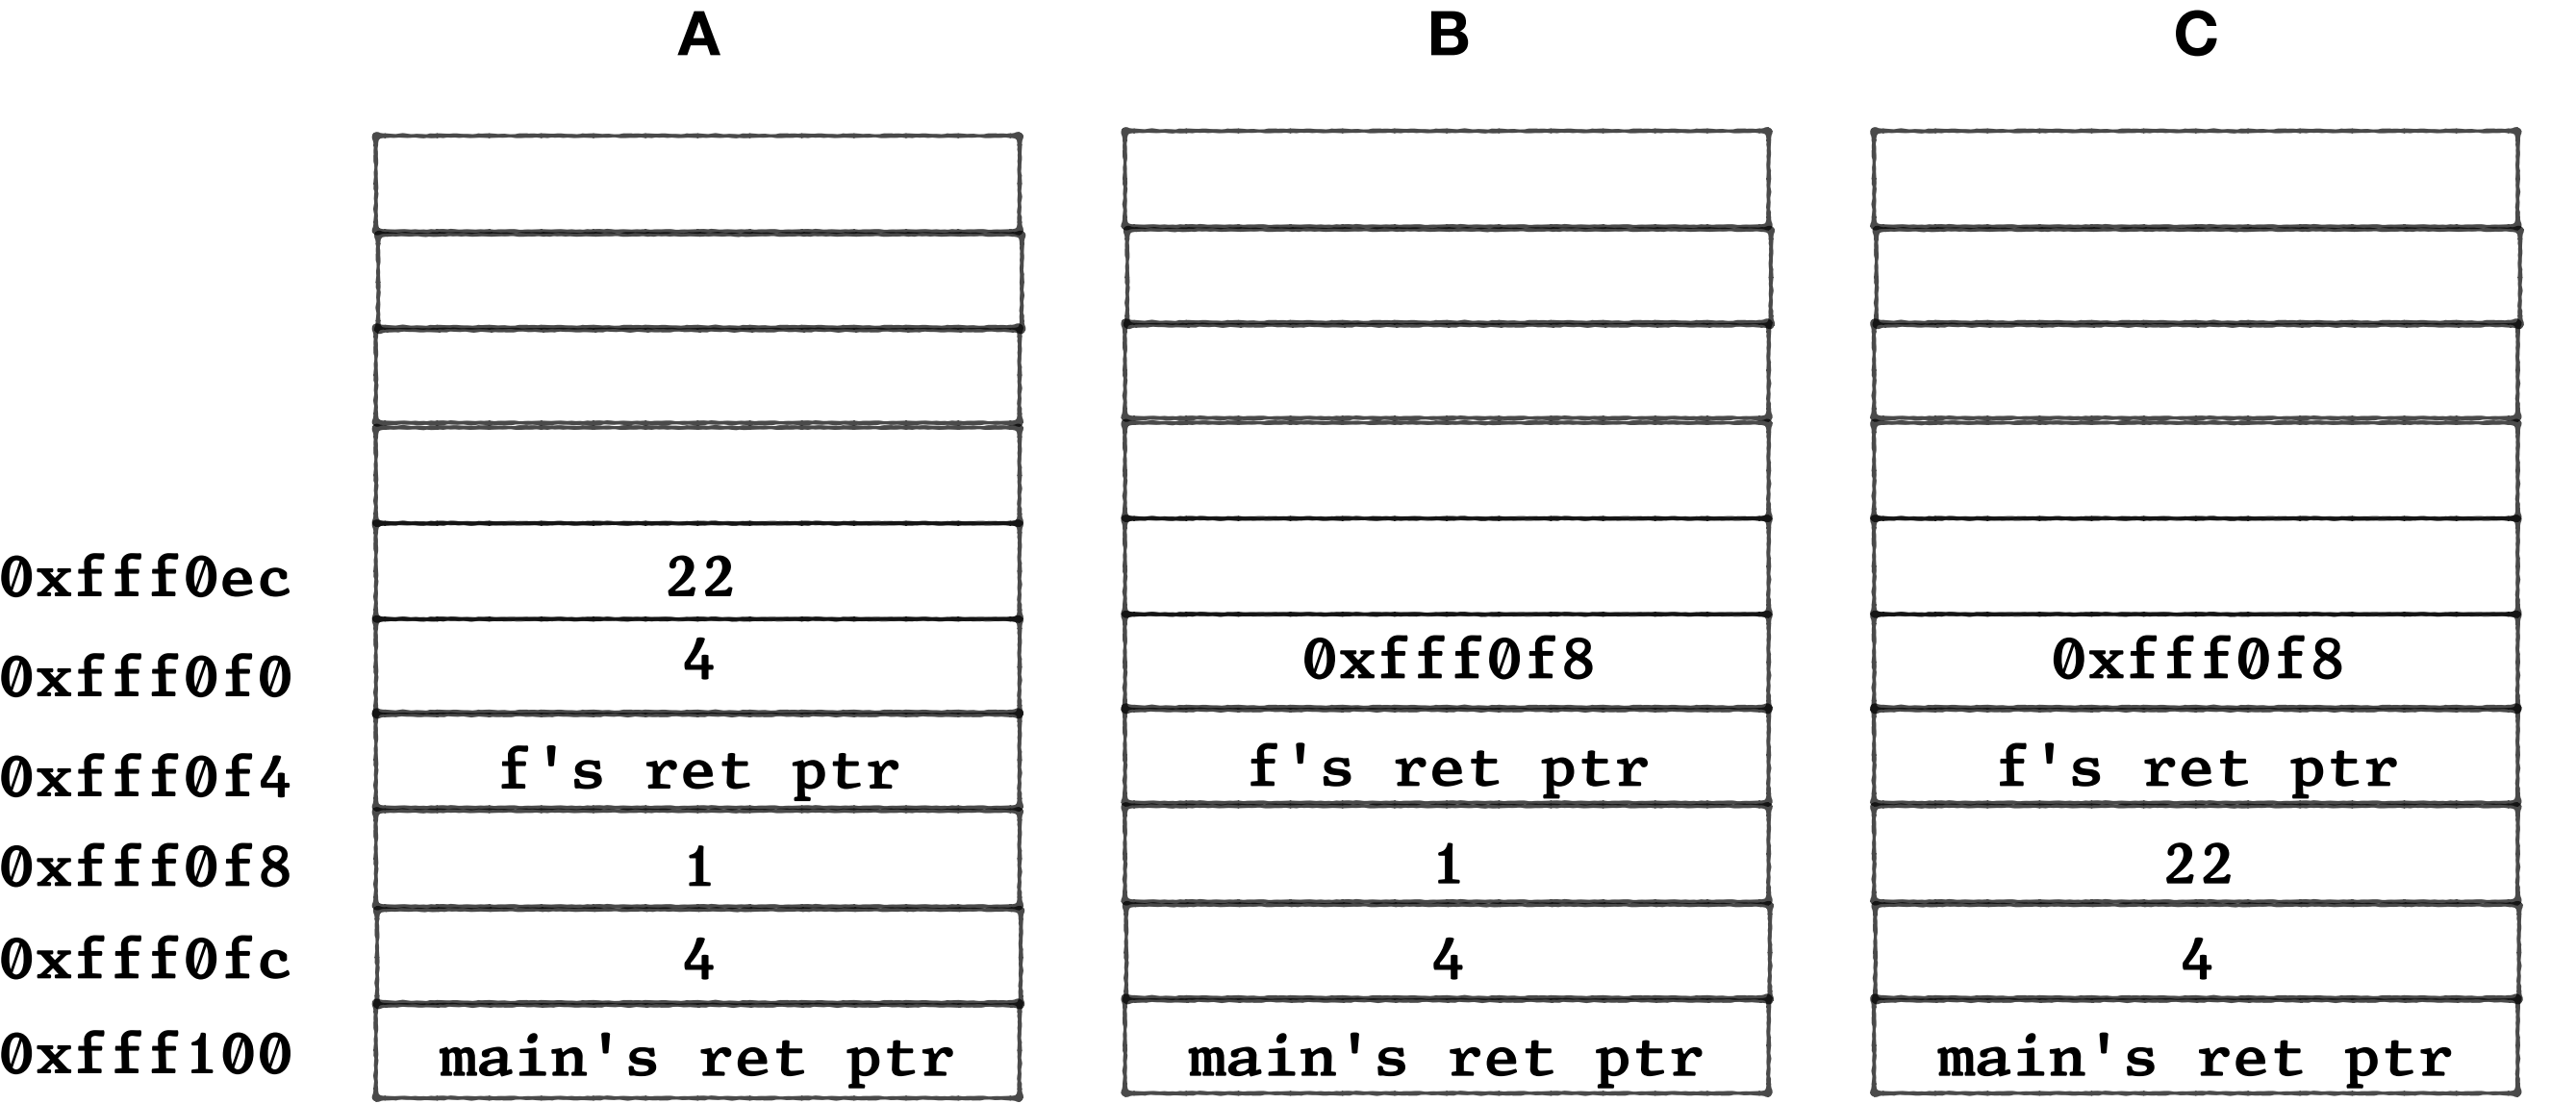 A B C
0xfff0ec 22
0xfff0f0 4 0xfff0f8 0xfff0f8
0xfff0f4 f's ret ptr f's ret ptr f's ret ptr
0xfff0f8 1 1 22
0xfff0fc 4 4 4
0xfff100 main's ret ptr main's ret ptr main's ret ptr